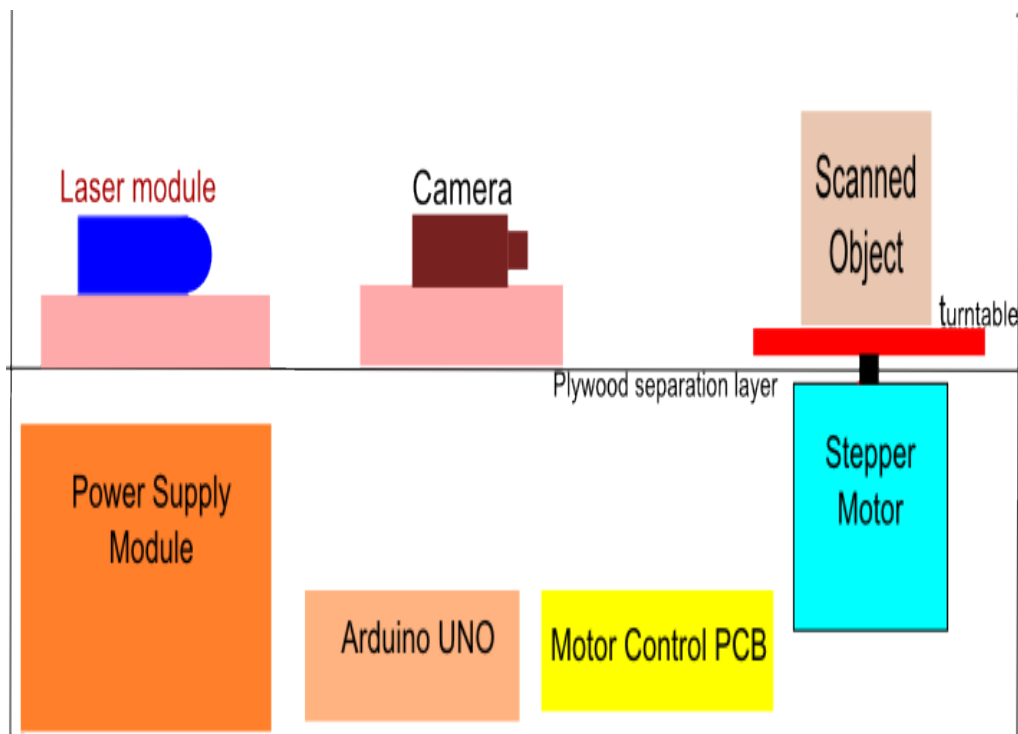 Laser module
Camera
Scanned
Object
turntable
Plywood separation layer
Power Supply
Module
Stepper
Motor
Arduino UNO
Motor Control PCB